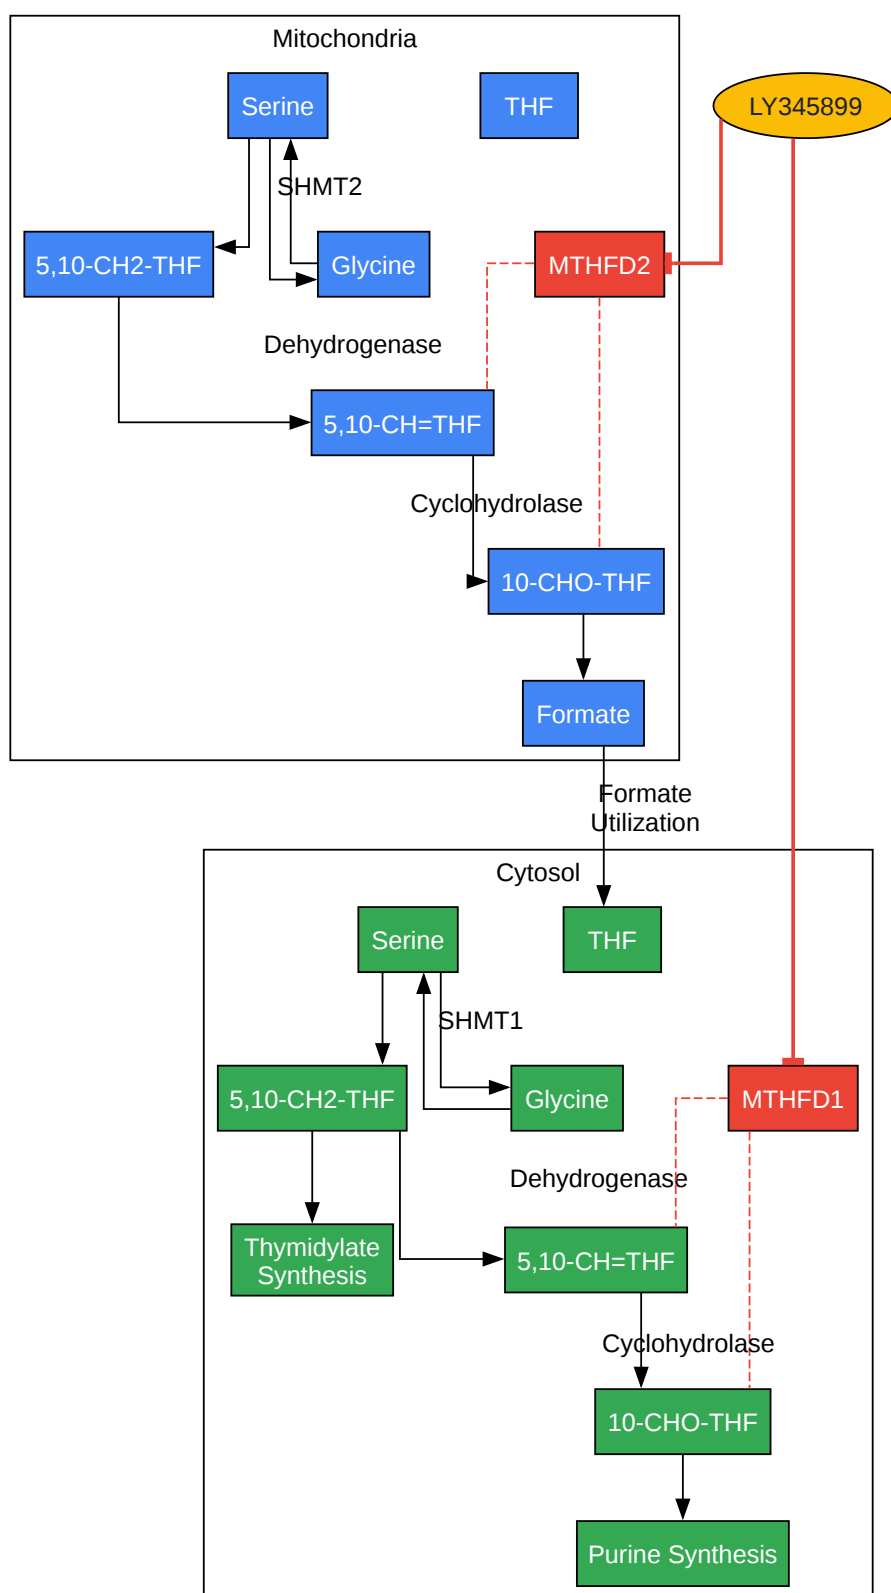 Mitochondria
Serine
THF
LY345899
SHMT2
5,10-CH2-THF
Glycine
MTHFD2
Dehydrogenase
5,10-CH=THF
Cyclohydrolase
10-CHO-THF
Formate
Formate
Utilization
Cytosol
Serine
THF
SHMT1
5,10-CH2-THF
Glycine
MTHFD1
Dehydrogenase
Thymidylate
Synthesis
5,10-CH=THF
Cyclohydrolase
10-CHO-THF
Purine Synthesis